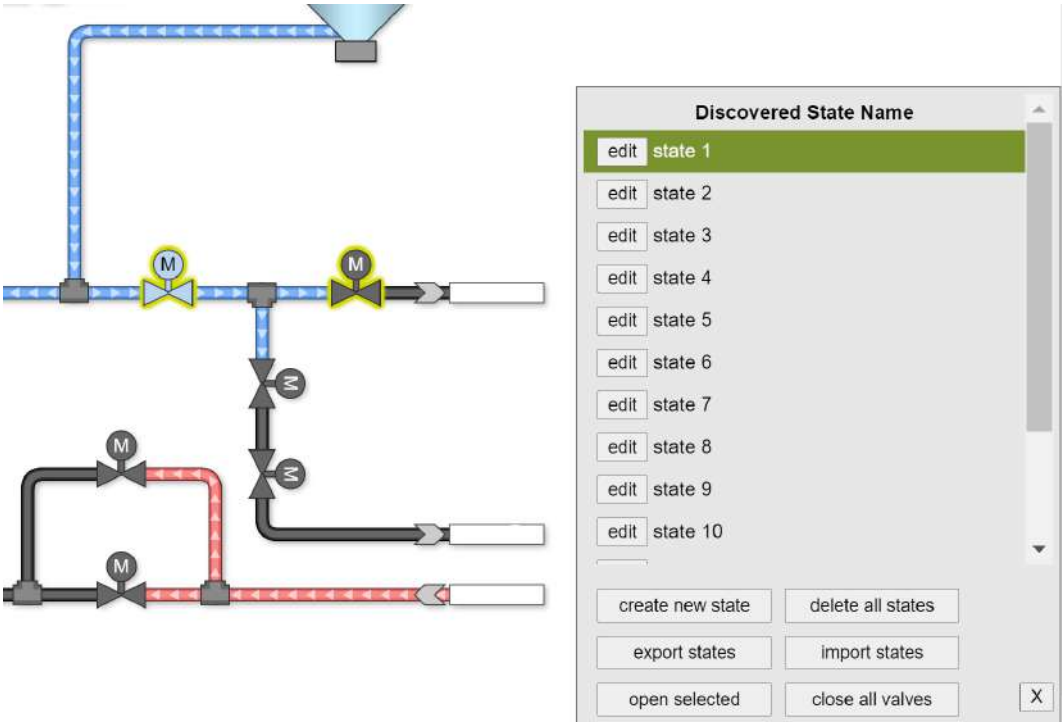 Discovered State Name
edit state 1
edit state 2
edit state 3
edit state 4
edit state 5
edit state 6
edit state 7
edit state 8
edit state 9
edit state 10
create new state delete all states
export states import states
open selected close all valves X
M
M
M
M
M
M